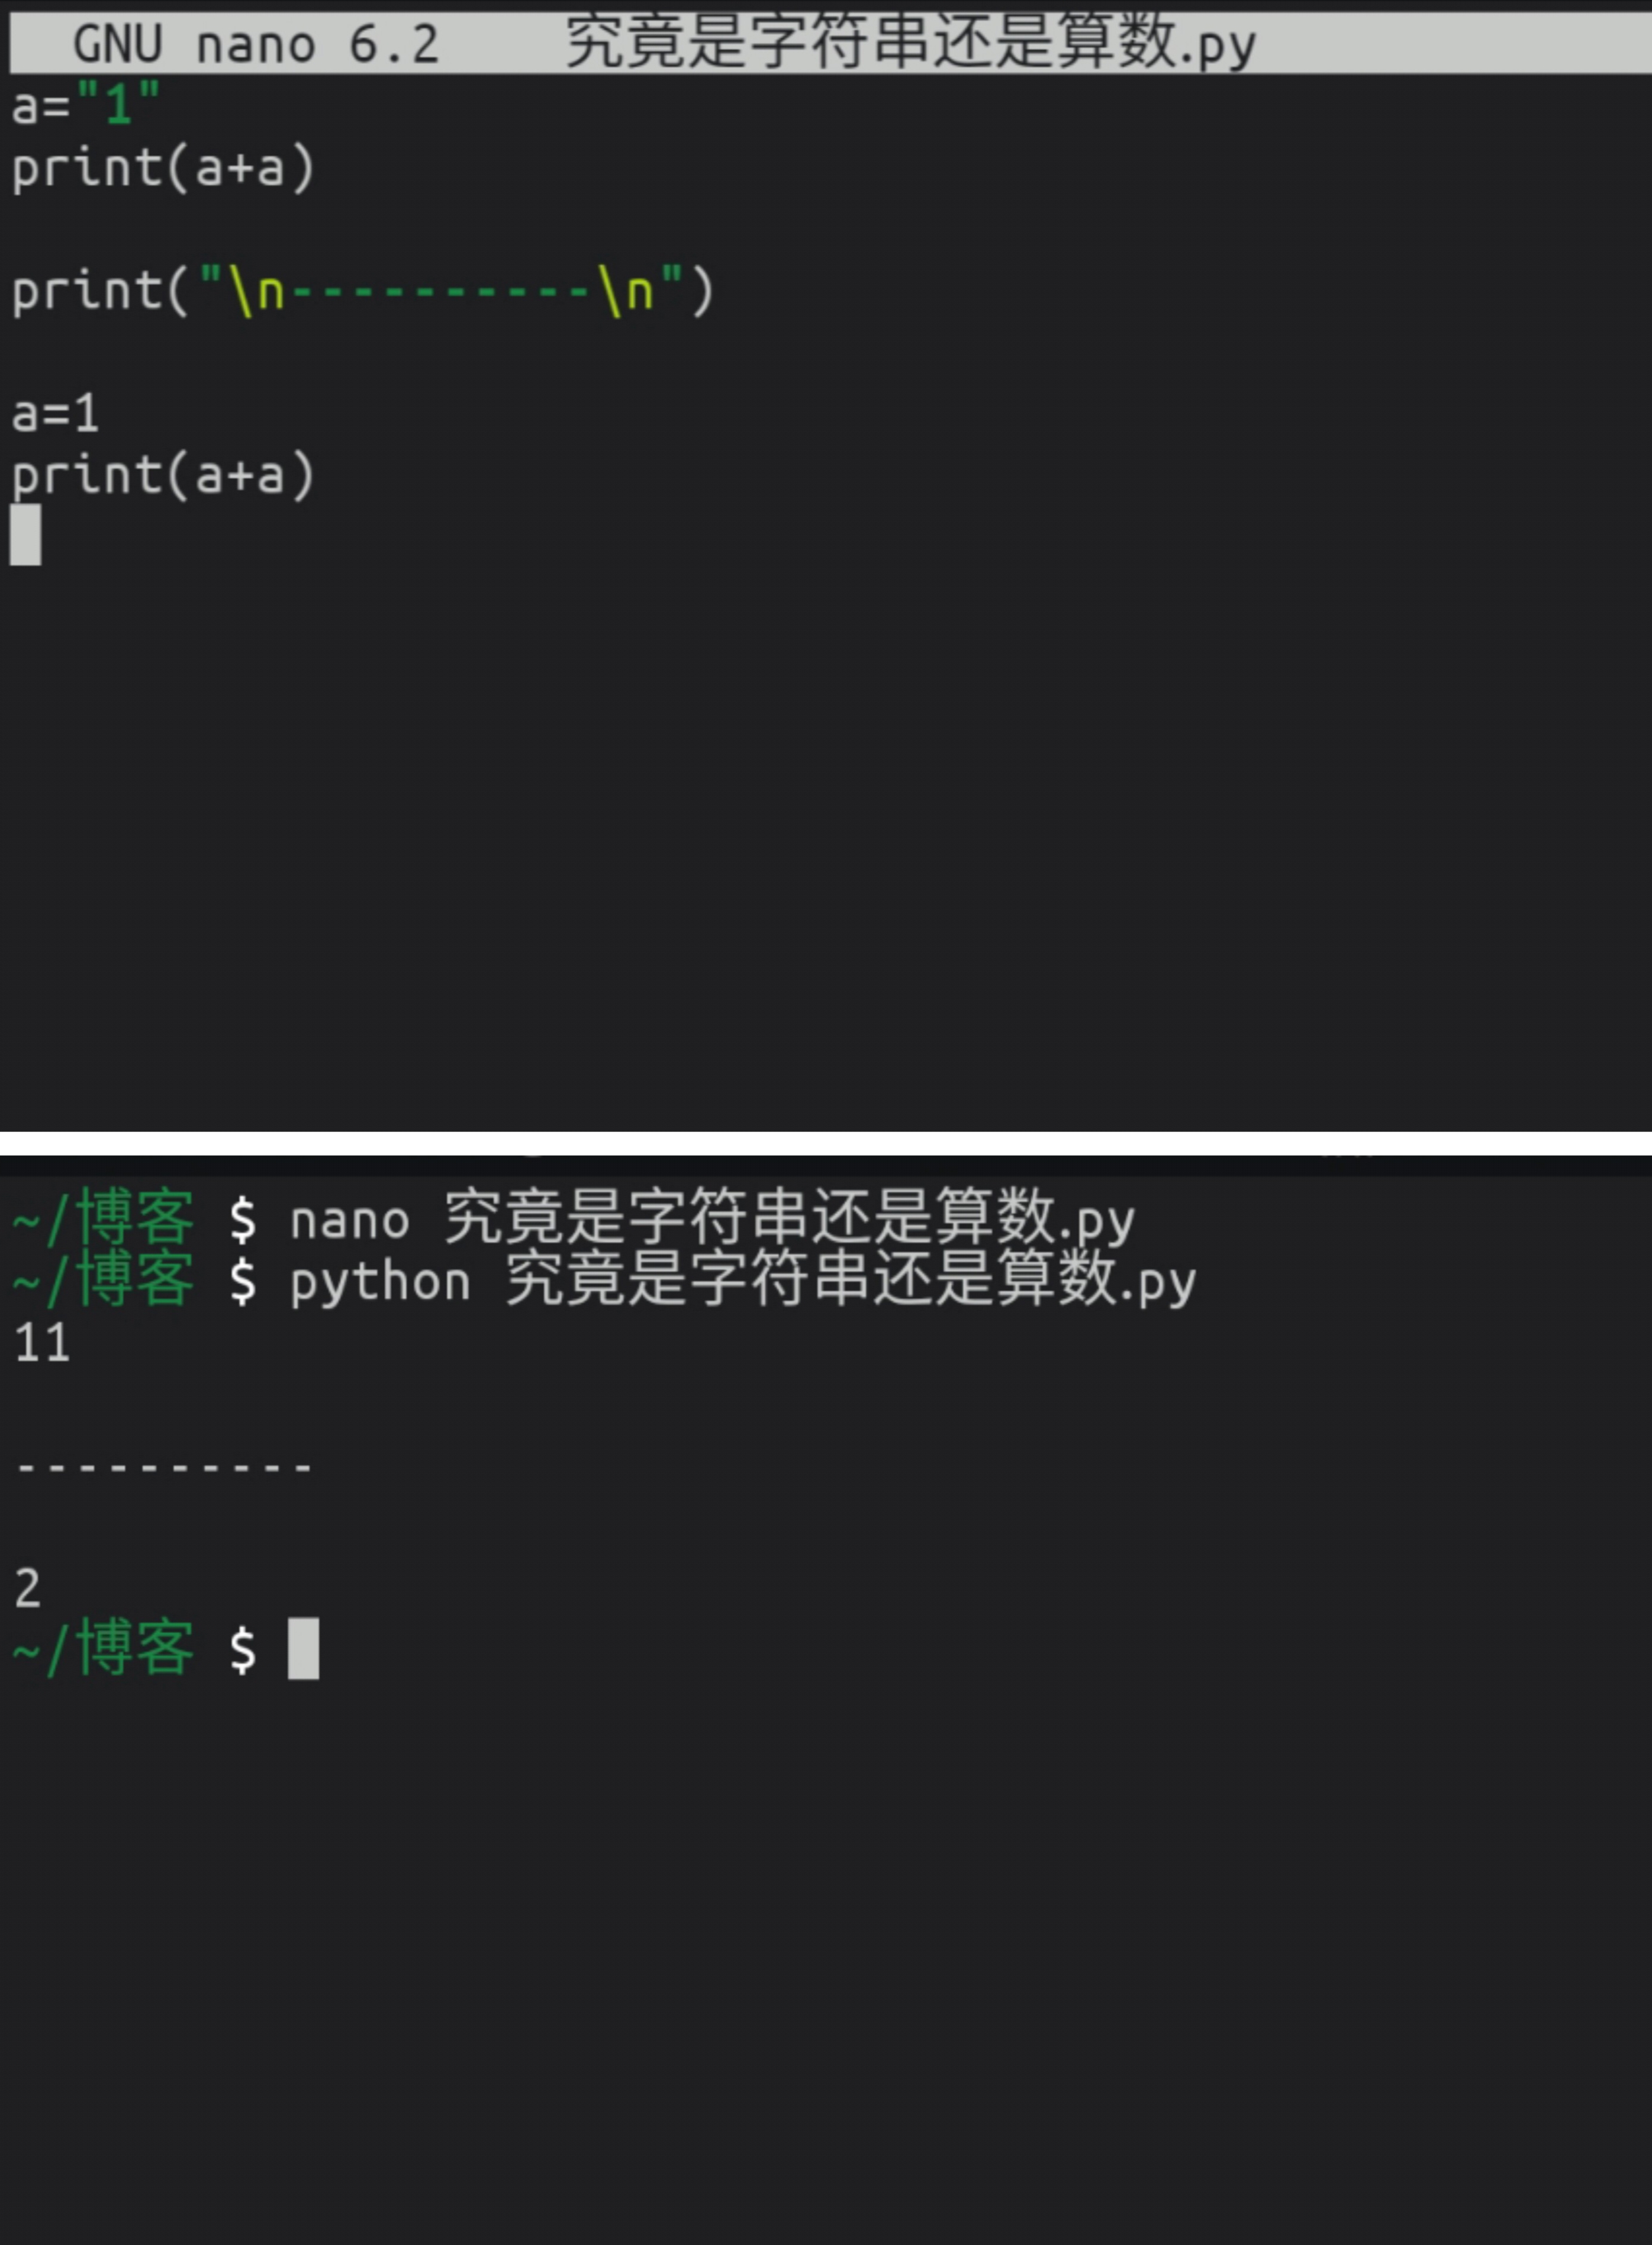 GNU nano 6.2 究竟是字符串还是算数.py
a="1"
print(a+a)
print("\n----------\n")
a=1
print(a+a)
~/博客 $ nano 究竟是字符串还是算数.py
~/博客 $ python 究竟是字符串还是算数.py
11
----------
2
~/博客 $